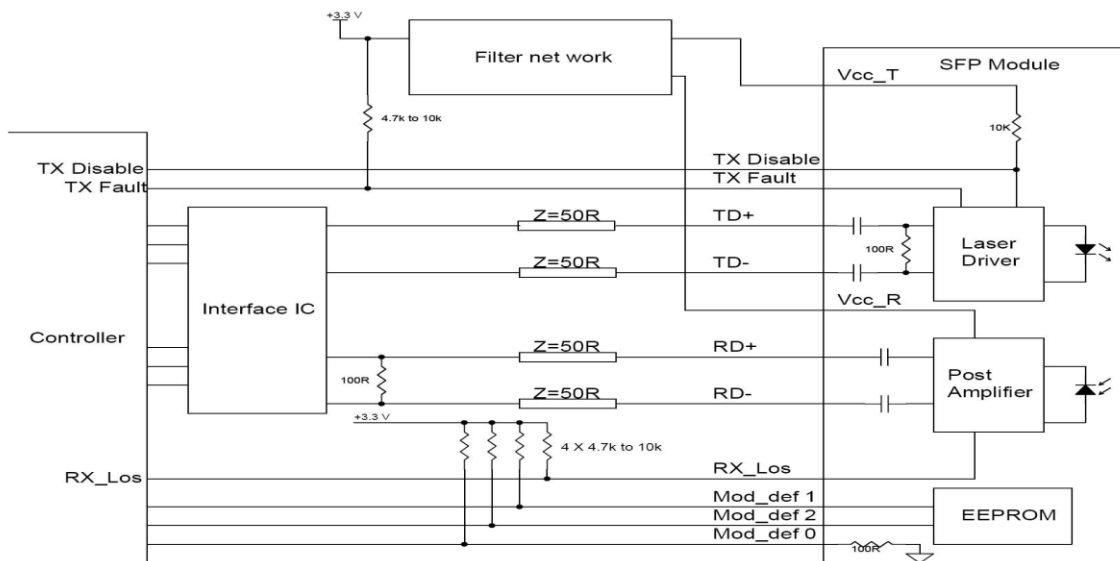 +3.3 V
Filter net work
SFP Module
Vcc_T
4.7k to 10k
10K
TX Disable
TX Disable
TX Fault
TX Fault
Z=50R
TD+
100R
Laser
Driver
Z=50R
TD-
Interface IC
Vcc_R
Controller
Z=50R
RD+
100R
Post
Amplifier
Z=50R
RD-
+3.3 V
4 X 4.7k to 10k
RX_Los
RX_Los
Mod_def 1
EEPROM
Mod_def 2
Mod_def 0
100R